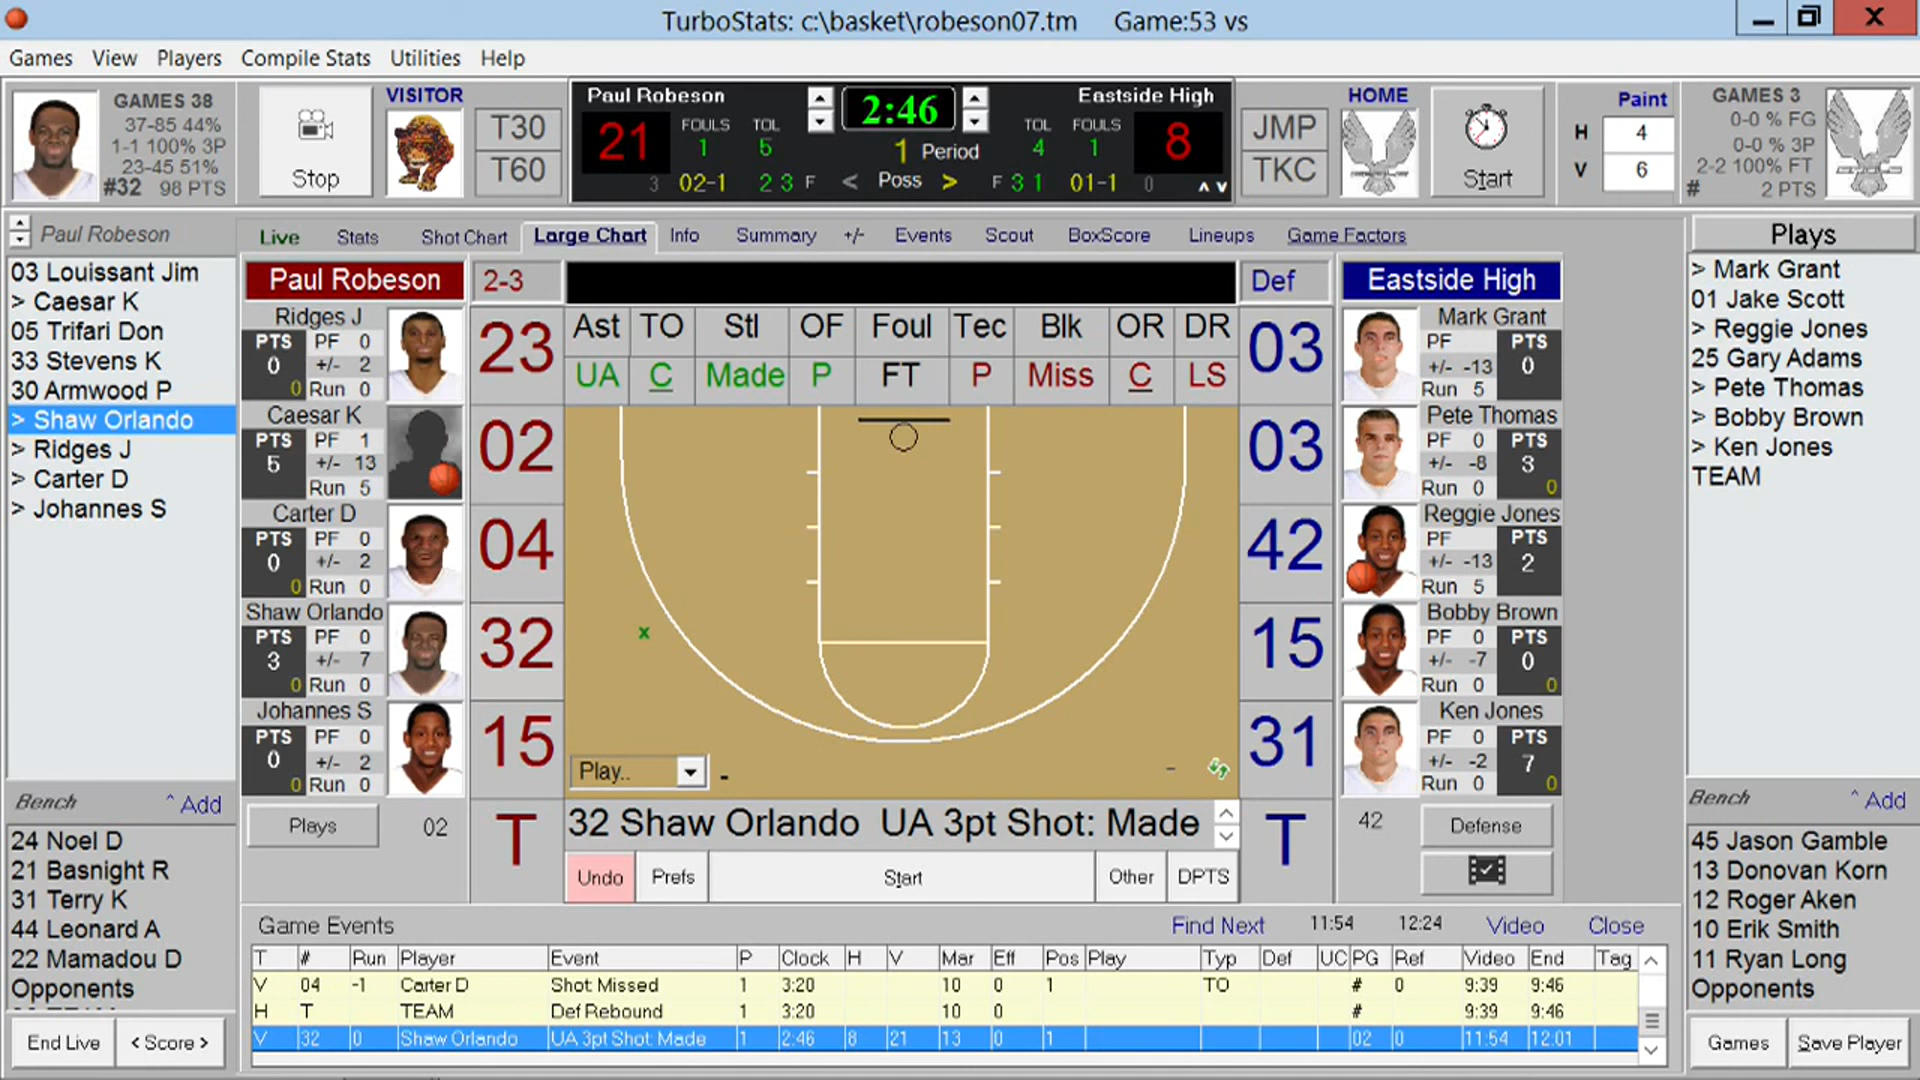 TurboStats: c:\basket\robeson07.tm Game:53 vs
Games View Players Compile Stats Utilities Help
GAMES 38
37-85 44%
1-1 100% 3P
23-45 51%
#32 98 PTS
Stop
VISITOR
T30
T60
Paul Robeson 2:46 Eastside High
21 FOULS 1 TOL 5 1 Period TOL 4 FOULS 1 8
3 02-1 2 3 F < Poss > F 3 1 01-1 0
JMP
TKC
HOME
Start
Paint
H 4
V 6
GAMES 3
0-0 % FG
0-0 % 3P
2-2 100% FT
# 2 PTS
Paul Robeson
03 Louissant Jim
> Caesar K
05 Trifari Don
33 Stevens K
30 Armwood P
> Shaw Orlando
> Ridges J
> Carter D
> Johannes S
Bench ^ Add
24 Noel D
21 Basnight R
31 Terry K
44 Leonard A
22 Mamadou D
Opponents
End Live < Score >
Live Stats Shot Chart Large Chart Info Summary +/- Events Scout BoxScore Lineups Game Factors
Paul Robeson 2-3
Ridges J
PTS 0 PF 0
+/- 2
0 Run 0
23
Caesar K
PTS 5 PF 1
+/- 13
Run 5
02
Carter D
PTS 0 PF 0
+/- 2
0 Run 0
04
Shaw Orlando
PTS 3 PF 0
+/- 7
0 Run 0
32
Johannes S
PTS 0 PF 0
+/- 2
0 Run 0
15
Plays 02 T
Ast TO Stl OF Foul Tec Blk OR DR
UA C Made P FT P Miss C LS
x
Play..
32 Shaw Orlando UA 3pt Shot: Made
Undo Prefs Start Other DPTS
Def Eastside High
03
Mark Grant
PF PTS 0
+/- -13
Run 5
03
Pete Thomas
PF 0 PTS 3
+/- -8
Run 0 0
42
Reggie Jones
PF PTS 2
+/- -13
Run 5
15
Bobby Brown
PF 0 PTS 0
+/- -7
Run 0 0
31
Ken Jones
PF 0 PTS 7
+/- -2
Run 0 0
T 42 Defense
Plays
> Mark Grant
01 Jake Scott
> Reggie Jones
25 Gary Adams
> Pete Thomas
> Bobby Brown
> Ken Jones
TEAM
Bench ^ Add
45 Jason Gamble
13 Donovan Korn
12 Roger Aken
10 Erik Smith
11 Ryan Long
Opponents
Games Save Player
Game Events Find Next 11:54 12:24 Video Close
T # Run Player Event P Clock H V Mar Eff Pos Play Typ Def UC PG Ref Video End Tag
V 04 -1 Carter D Shot Missed 1 3:20 10 0 1 TO # 0 9:39 9:46
H T TEAM Def Rebound 1 3:20 10 0 # 9:39 9:46
V 32 0 Shaw Orlando UA 3pt Shot: Made 1 2:46 8 21 13 0 1 02 0 11:54 12:01